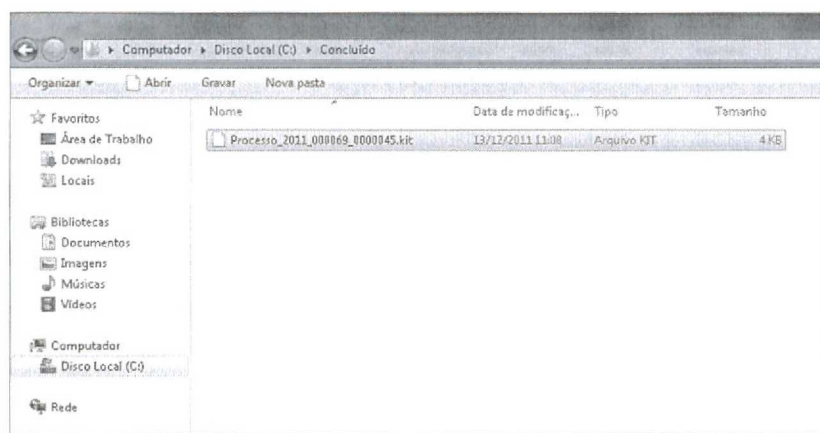 Computador ▸ Disco Local (C:) ▸ Concluído
Organizar Abrir Gravar Nova pasta
Nome Data de modificaç... Tipo Tamanho
Processo_2011_000069_0000045.kit 13/12/2011 11:08 Arquivo KIT 4 KB
Favoritos
Área de Trabalho
Downloads
Locais
Bibliotecas
Documentos
Imagens
Músicas
Vídeos
Computador
Disco Local (C:)
Rede